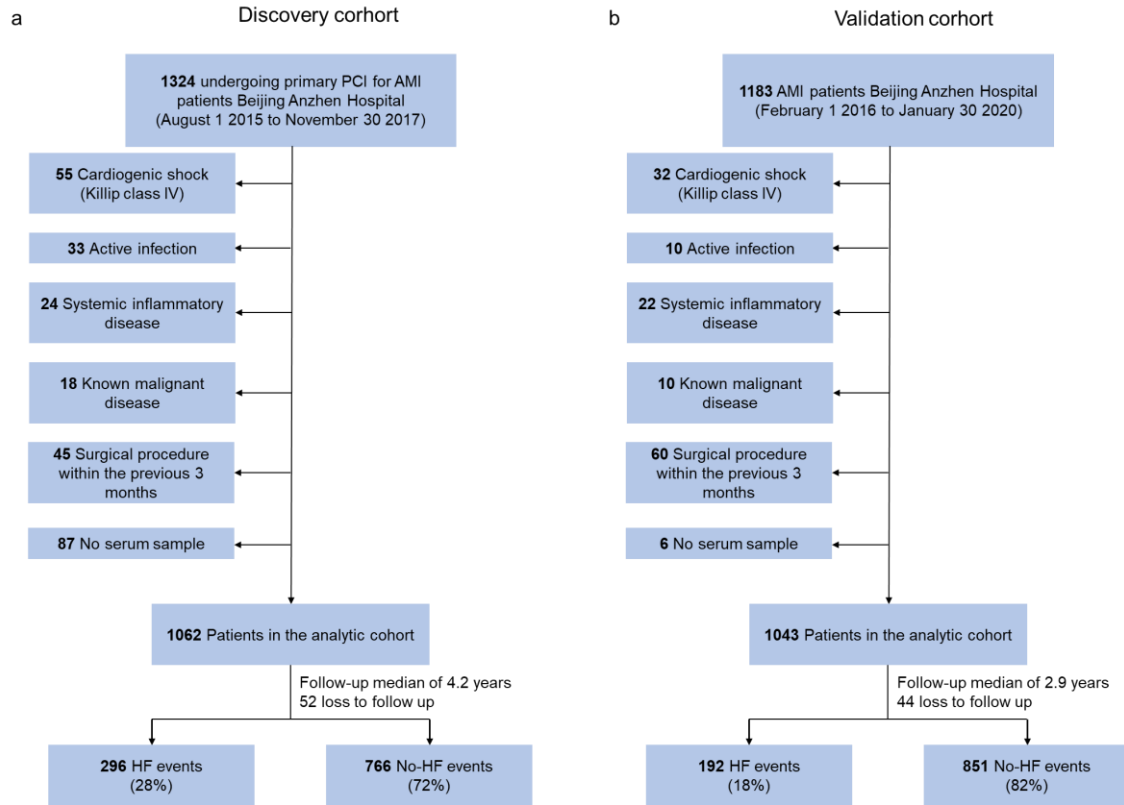 a
Discovery corhort
1324 undergoing primary PCI for AMI
patients Beijing Anzhen Hospital
(August 1 2015 to November 30 2017)
55 Cardiogenic shock
(Killip class IV)
33 Active infection
24 Systemic inflammatory
disease
18 Known malignant
disease
45 Surgical procedure
within the previous 3
months
87 No serum sample
1062 Patients in the analytic cohort
Follow-up median of 4.2 years
52 loss to follow up
296 HF events
(28%)
766 No-HF events
(72%)
b
Validation corhort
1183 AMI patients Beijing Anzhen Hospital
(February 1 2016 to January 30 2020)
32 Cardiogenic shock
(Killip class IV)
10 Active infection
22 Systemic inflammatory
disease
10 Known malignant
disease
60 Surgical procedure
within the previous 3
months
6 No serum sample
1043 Patients in the analytic cohort
Follow-up median of 2.9 years
44 loss to follow up
192 HF events
(18%)
851 No-HF events
(82%)